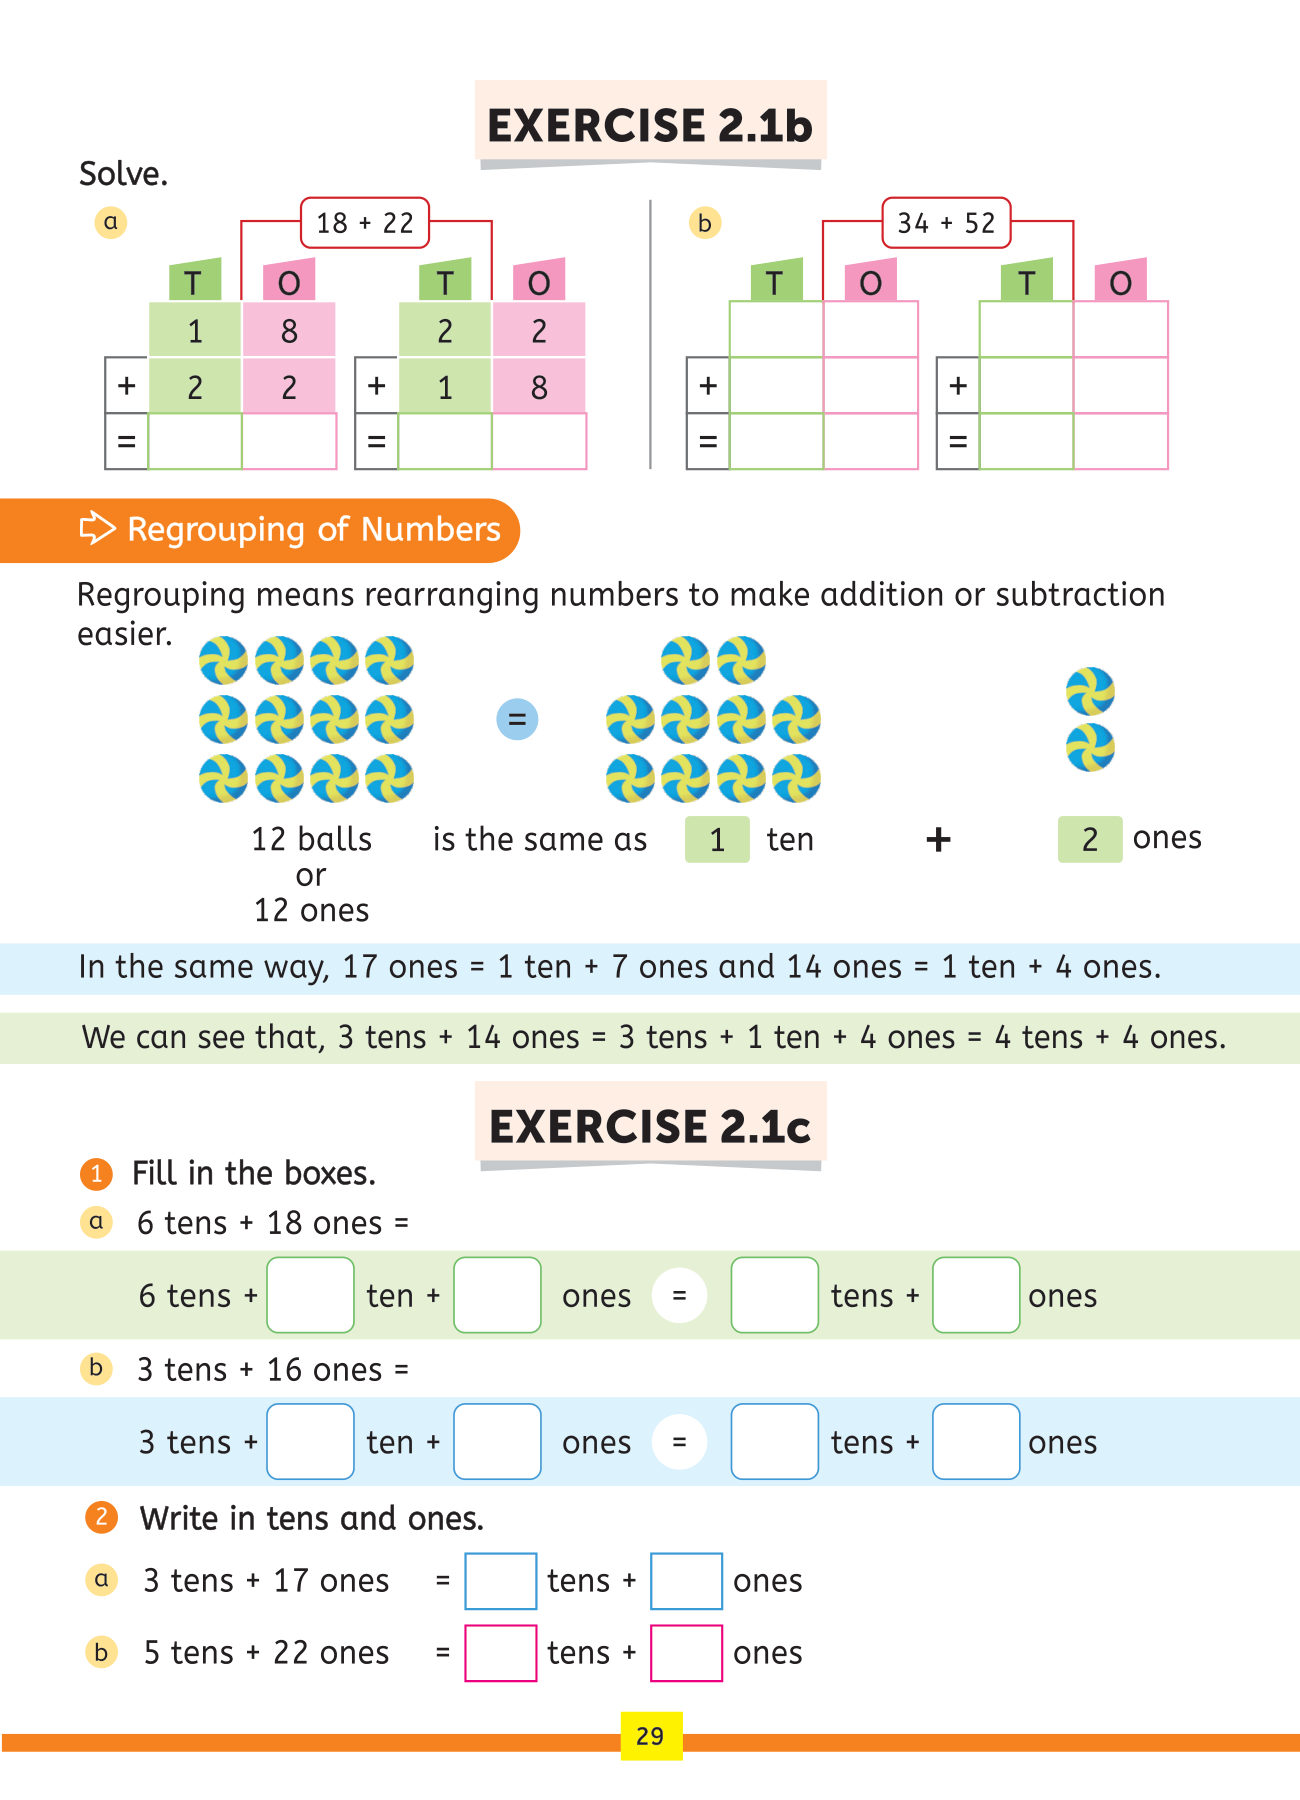 EXERCISE 2.1b
Solve.
a 18 + 22 b 34 + 52
T O T O T O T O
1 8 2 2
+ 2 2 + 1 8 + +
= = = =
Regrouping of Numbers
Regrouping means rearranging numbers to make addition or subtraction
easier.
=
12 balls is the same as 1 ten + 2 ones
or
12 ones
In the same way, 17 ones = 1 ten + 7 ones and 14 ones = 1 ten + 4 ones.
We can see that, 3 tens + 14 ones = 3 tens + 1 ten + 4 ones = 4 tens + 4 ones.
EXERCISE 2.1c
1 Fill in the boxes.
a 6 tens + 18 ones =
6 tens + ten + ones = tens + ones
b 3 tens + 16 ones =
3 tens + ten + ones = tens + ones
2 Write in tens and ones.
a 3 tens + 17 ones = tens + ones
b 5 tens + 22 ones = tens + ones
29